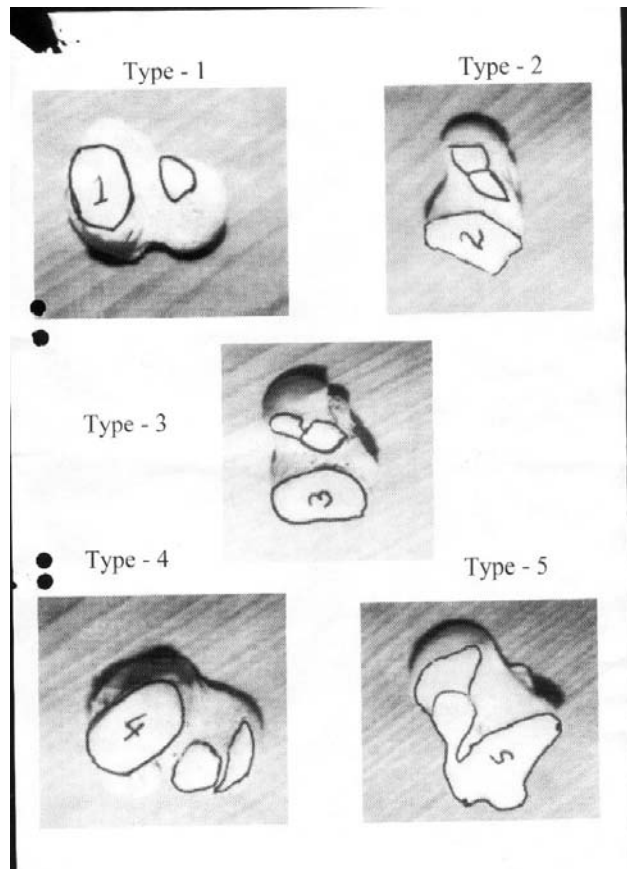 Type - 1
Type - 2
1
2
Type - 3
3
Type - 4
Type - 5
4
5